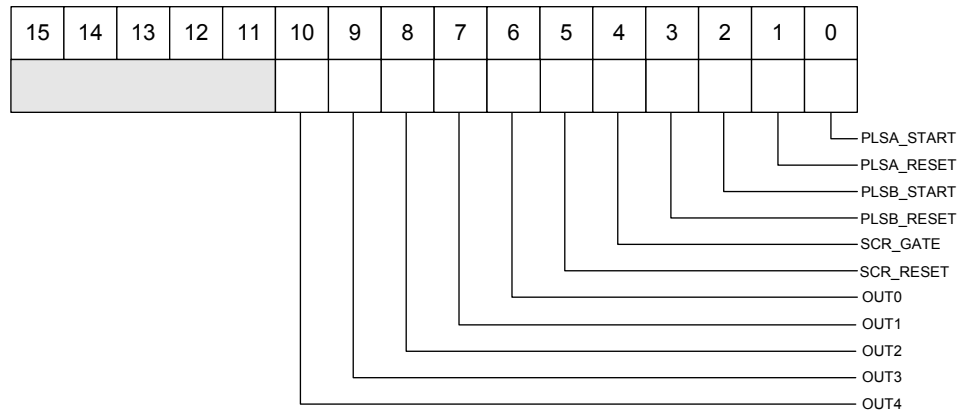 15 14 13 12 11 10 9 8 7 6 5 4 3 2 1 0
PLSA_START
PLSA_RESET
PLSB_START
PLSB_RESET
SCR_GATE
SCR_RESET
OUT0
OUT1
OUT2
OUT3
OUT4